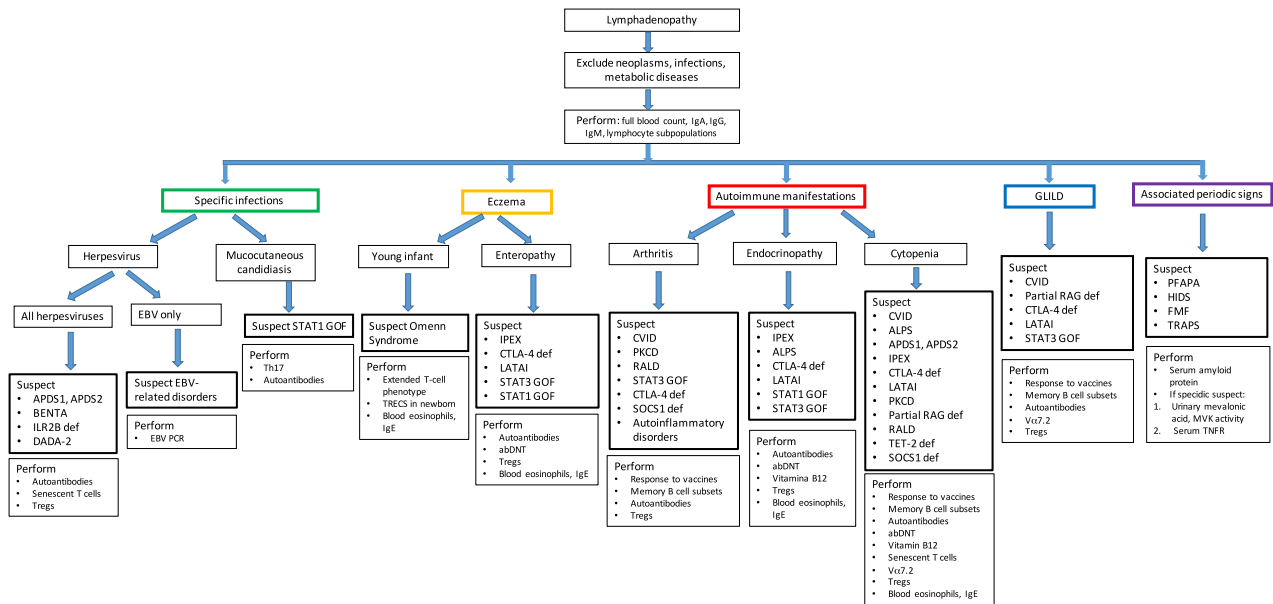 Lymphadenopathy
Exclude neoplasms, infections,
metabolic diseases
Perform: full blood count, IgA, IgG,
IgM, lymphocyte subpopulations
Specific infections
Eczema
Autoimmune manifestations
GLILD
Associated periodic signs
Herpesvirus
Mucocutaneous
candidiasis
Young infant
Enteropathy
Arthritis
Endocrinopathy
Cytopenia
All herpesviruses
EBV only
Suspect
• APDS1, APDS2
• BENTA
• ILR2B def
• DADA-2
Perform
• Autoantibodies
• Senescent T cells
• Tregs
Suspect EBV-
related disorders
Perform
• EBV PCR
Suspect STAT1 GOF
Perform
• Th17
• Autoantibodies
Suspect Omenn
Syndrome
Perform
• Extended T-cell
phenotype
• TRECS in newborn
• Blood eosinophils,
IgE
Suspect
• IPEX
• CTLA-4 def
• LATAI
• STAT3 GOF
• STAT1 GOF
Perform
• Autoantibodies
• abDNT
• Tregs
• Blood eosinophils, IgE
Suspect
• CVID
• PKCD
• RALD
• STAT3 GOF
• CTLA-4 def
• SOCS1 def
• Autoinflammatory
disorders
Perform
• Response to vaccines
• Memory B cell subsets
• Autoantibodies
• Tregs
Suspect
• IPEX
• ALPS
• CTLA-4 def
• LATAI
• STAT1 GOF
• STAT3 GOF
Perform
• Autoantibodies
• abDNT
• Vitamina B12
• Tregs
• Blood eosinophils,
IgE
Suspect
• CVID
• ALPS
• APDS1, APDS2
• IPEX
• CTLA-4 def
• LATAI
• PKCD
• Partial RAG def
• RALD
• TET-2 def
• SOCS1 def
Perform
• Response to vaccines
• Memory B cell subsets
• Autoantibodies
• abDNT
• Vitamin B12
• Senescent T cells
• Vα7.2
• Tregs
• Blood eosinophils, IgE
Suspect
• CVID
• Partial RAG def
• CTLA-4 def
• LATAI
• STAT3 GOF
Perform
• Response to vaccines
• Memory B cell subsets
• Autoantibodies
• Vα7.2
• Tregs
Suspect
• PFAPA
• HIDS
• FMF
• TRAPS
Perform
• Serum amyloid
protein
• If specdic suspect:
1. Urinary mevalonic
acid, MVK activity
2. Serum TNFR